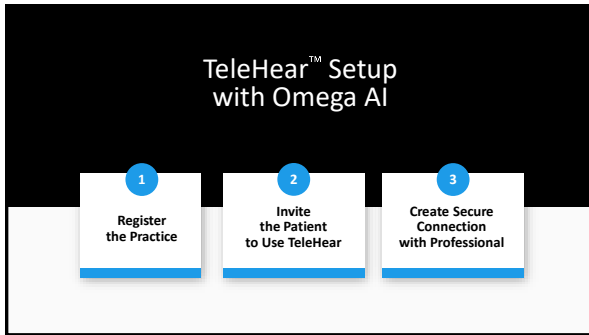 TeleHear™ Setup
with Omega AI
1
Register
the Practice
2
Invite
the Patient
to Use TeleHear
3
Create Secure
Connection
with Professional